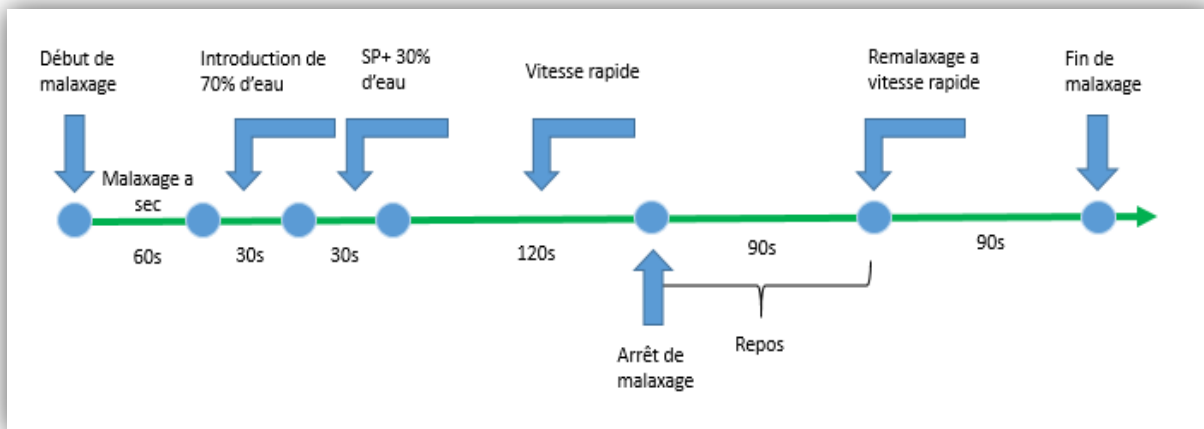 Début de
malaxage
Introduction de
70% d'eau
SP+ 30%
d'eau
Vitesse rapide
Remalaxage a
vitesse rapide
Fin de
malaxage
Malaxage a
sec
60s
30s
30s
120s
90s
90s
Arrêt de
malaxage
Repos